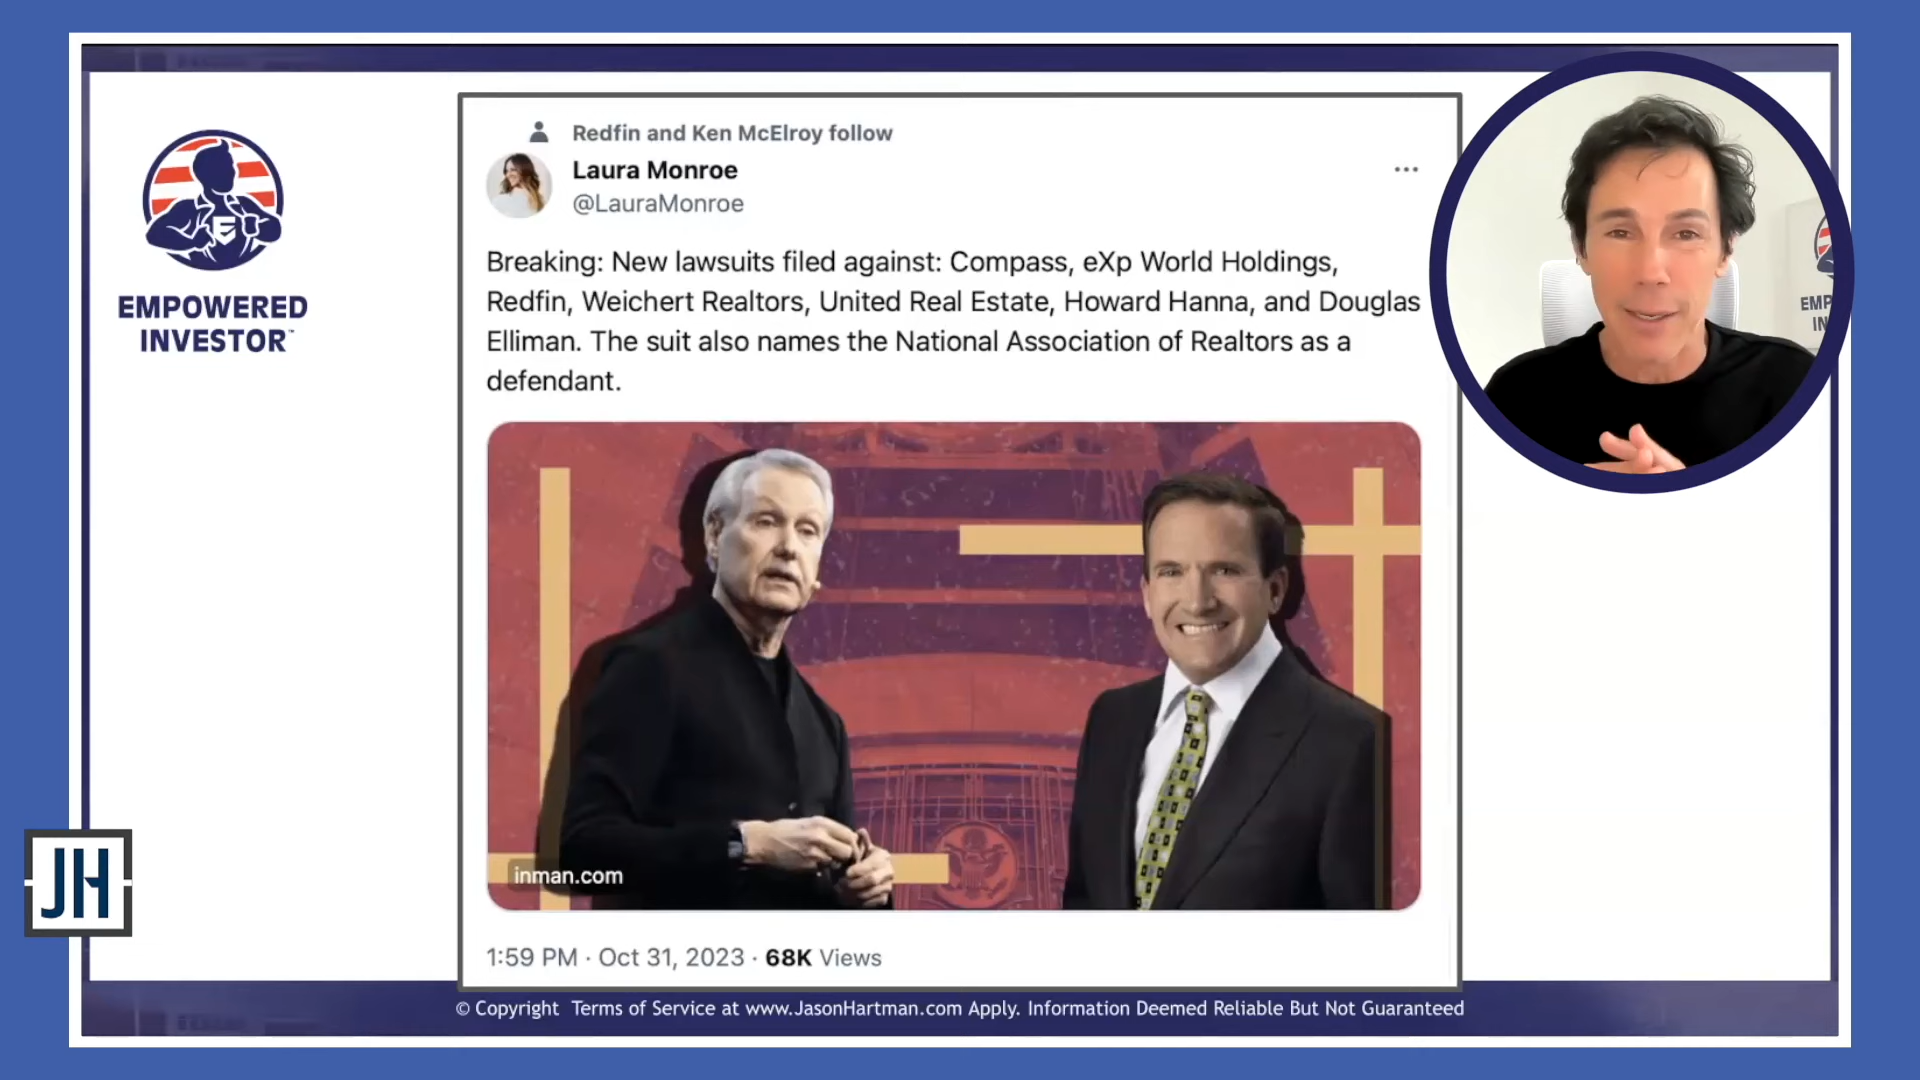 EMPOWERED
INVESTOR™
Redfin and Ken McElroy follow
Laura Monroe
@LauraMonroe
Breaking: New lawsuits filed against: Compass, eXp World Holdings,
Redfin, Weichert Realtors, United Real Estate, Howard Hanna, and Douglas
Elliman. The suit also names the National Association of Realtors as a
defendant.
inman.com
1:59 PM · Oct 31, 2023 · 68K Views
EMP
IN
JH
© Copyright Terms of Service at www.JasonHartman.com Apply. Information Deemed Reliable But Not Guaranteed